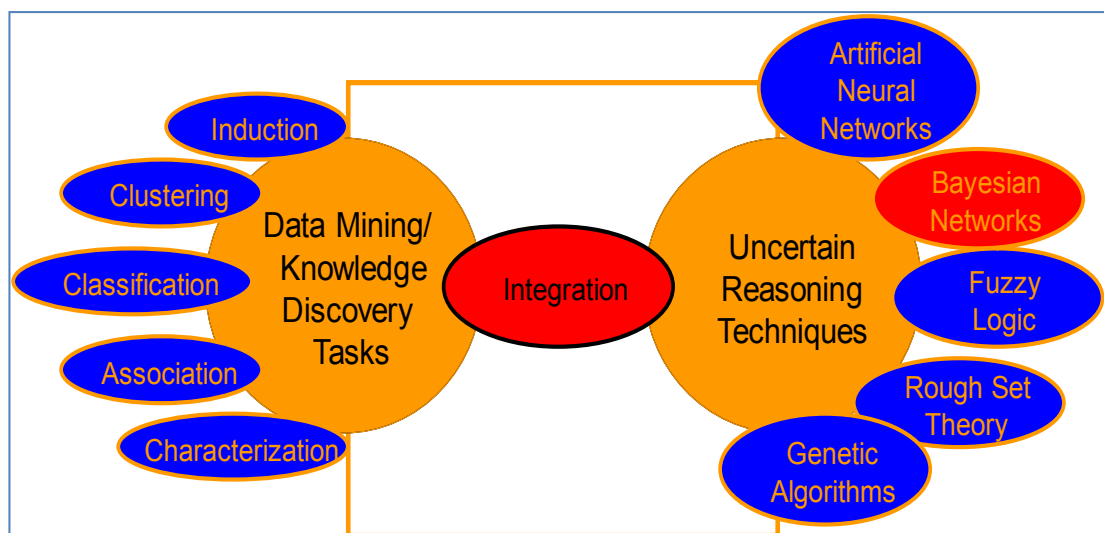 Induction
Clustering
Classification
Association
Characterization
Data Mining/
Knowledge
Discovery
Tasks
Integration
Uncertain
Reasoning
Techniques
Artificial
Neural
Networks
Bayesian
Networks
Fuzzy
Logic
Rough Set
Theory
Genetic
Algorithms